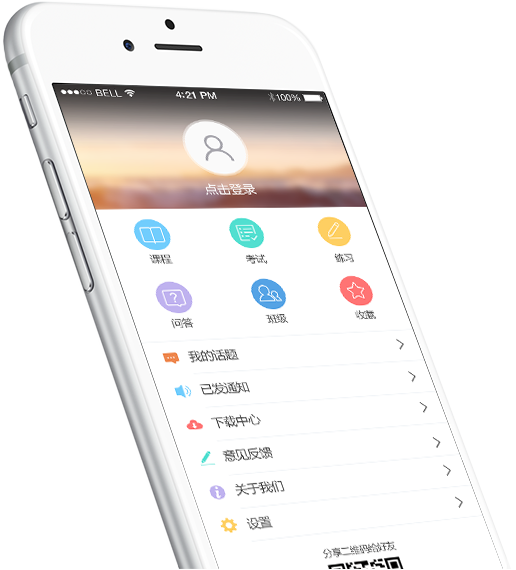 BELL 4:21 PM 100%
点击登录
课程 考试 练习
问答 班级 收藏
我的话题
已发通知
下载中心
意见反馈
关于我们
设置
分享二维码给好友